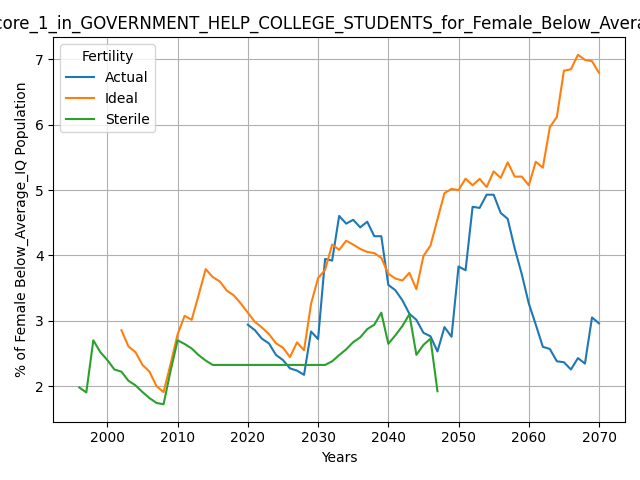 core_1_in_GOVERNMENT_HELP_COLLEGE_STUDENTS_for_Female_Below_Avera
% of Female Below_Average_IQ Population
Fertility
Actual
Ideal
Sterile
7
6
5
4
3
2
2000 2010 2020 2030 2040 2050 2060 2070
Years